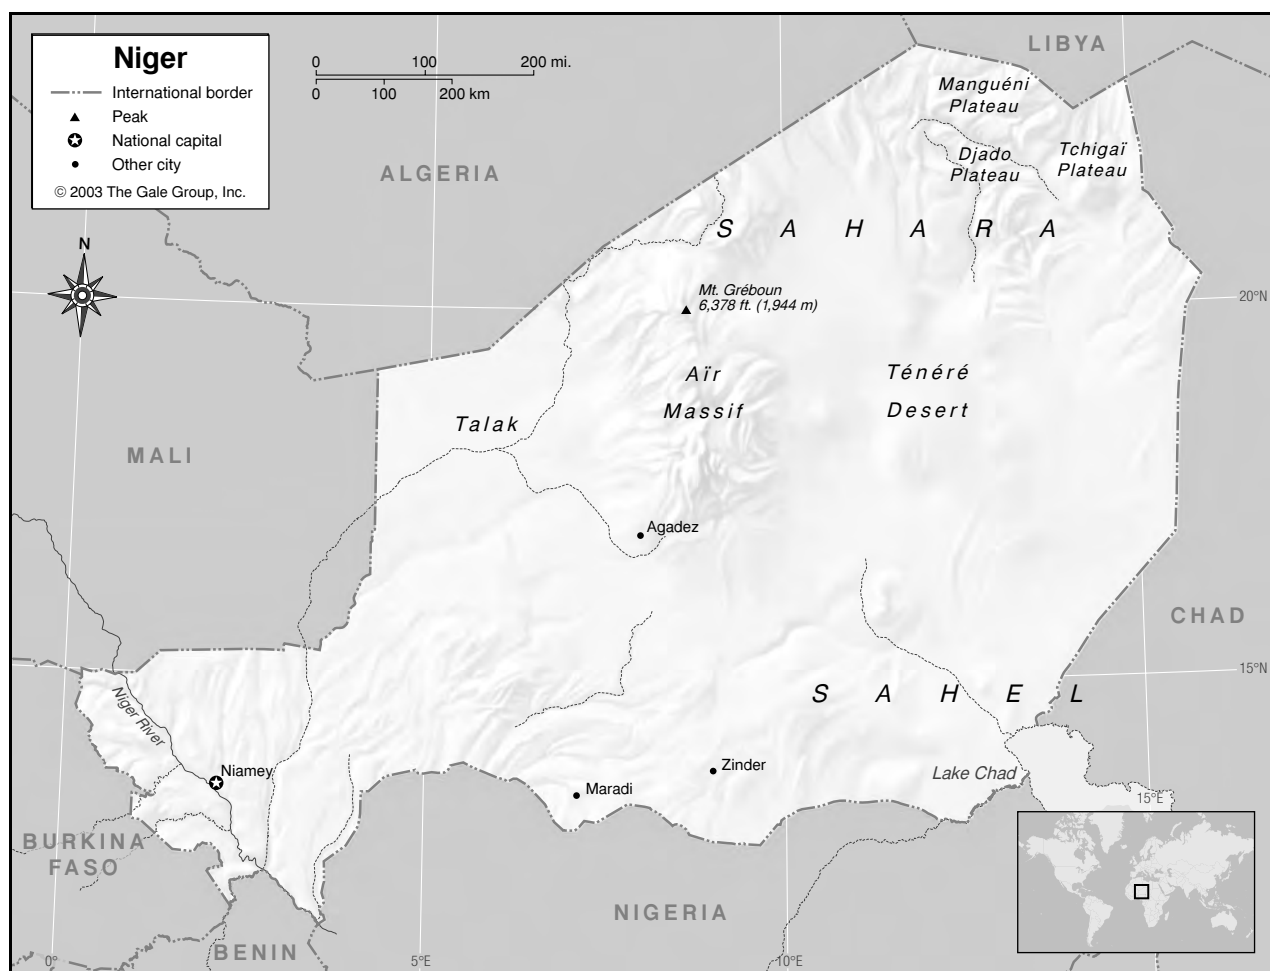 Niger
International border
Peak
National capital
Other city
© 2003 The Gale Group, Inc.
0 100 200 mi.
0 100 200 km
N
LIBYA
ALGERIA
Manguéni
Plateau
Djado
Plateau
Tchigaï
Plateau
SAHARA
Mt. Gréboun
6,378 ft. (1,944 m)
20°N
Aïr
Massif
Ténéré
Desert
Talak
MALI
Agadez
CHAD
15°N
SAHEL
Niger River
Niamey
Zinder
Maradi
Lake Chad
15°E
BURKINA
FASO
NIGERIA
BENIN
0°
5°E
10°E